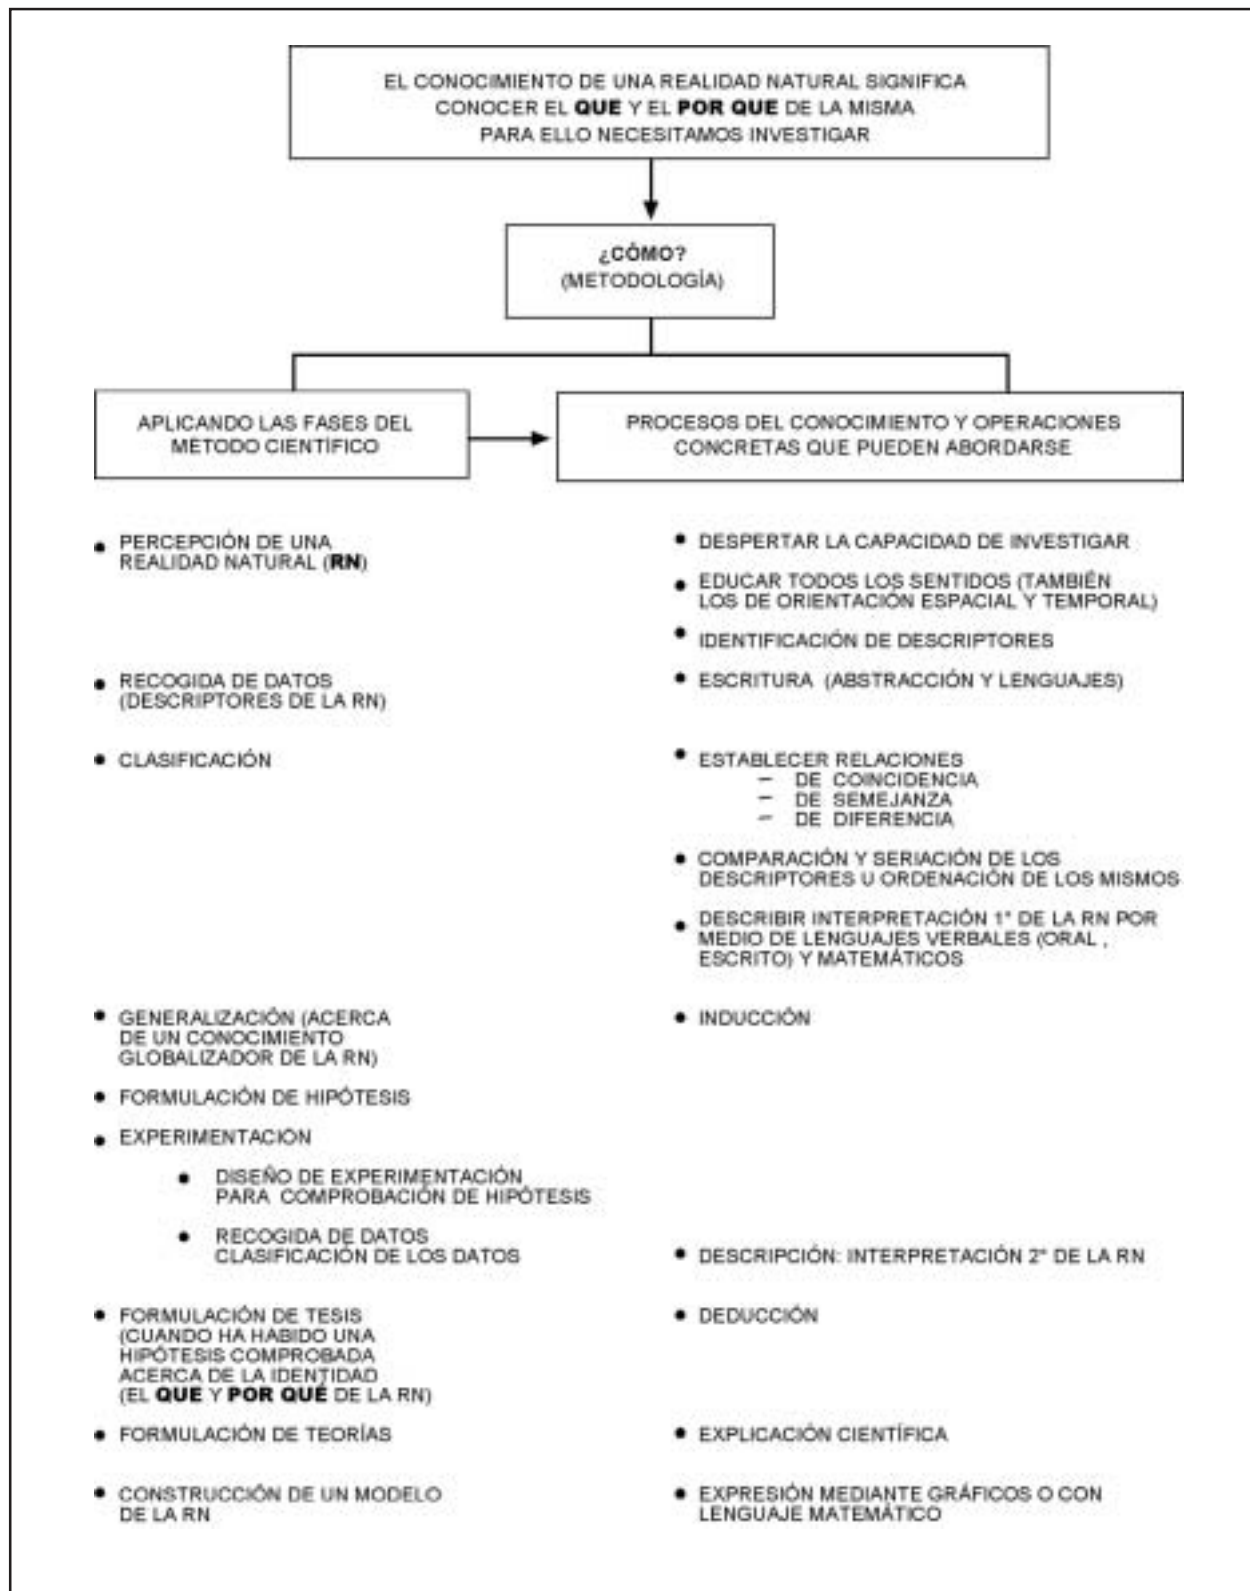 EL CONOCIMIENTO DE UNA REALIDAD NATURAL SIGNIFICA
CONOCER EL QUE Y EL POR QUE DE LA MISMA
PARA ELLO NECESITAMOS INVESTIGAR
¿CÓMO?
(METODOLOGÍA)
APLICANDO LAS FASES DEL
MÉTODO CIENTÍFICO
PROCESOS DEL CONOCIMIENTO Y OPERACIONES
CONCRETAS QUE PUEDEN ABORDARSE
• PERCEPCIÓN DE UNA
REALIDAD NATURAL (RN)
• RECOGIDA DE DATOS
(DESCRIPTORES DE LA RN)
• CLASIFICACIÓN
• GENERALIZACIÓN (ACERCA
DE UN CONOCIMIENTO
GLOBALIZADOR DE LA RN)
• FORMULACIÓN DE HIPÓTESIS
• EXPERIMENTACIÓN
• DISEÑO DE EXPERIMENTACIÓN
PARA COMPROBACIÓN DE HIPÓTESIS
• RECOGIDA DE DATOS
CLASIFICACIÓN DE LOS DATOS
• FORMULACIÓN DE TESIS
(CUANDO HA HABIDO UNA
HIPÓTESIS COMPROBADA
ACERCA DE LA IDENTIDAD
(EL QUE Y POR QUÉ DE LA RN)
• FORMULACIÓN DE TEORÍAS
• CONSTRUCCIÓN DE UN MODELO
DE LA RN
• DESPERTAR LA CAPACIDAD DE INVESTIGAR
• EDUCAR TODOS LOS SENTIDOS (TAMBIÉN
LOS DE ORIENTACIÓN ESPACIAL Y TEMPORAL)
• IDENTIFICACIÓN DE DESCRIPTORES
• ESCRITURA (ABSTRACCIÓN Y LENGUAJES)
• ESTABLECER RELACIONES
– DE COINCIDENCIA
– DE SEMEJANZA
– DE DIFERENCIA
• COMPARACIÓN Y SERIACIÓN DE LOS
DESCRIPTORES U ORDENACIÓN DE LOS MISMOS
• DESCRIBIR INTERPRETACIÓN 1ª DE LA RN POR
MEDIO DE LENGUAJES VERBALES (ORAL ,
ESCRITO) Y MATEMÁTICOS
• INDUCCIÓN
• DESCRIPCIÓN: INTERPRETACIÓN 2ª DE LA RN
• DEDUCCIÓN
• EXPLICACIÓN CIENTÍFICA
• EXPRESIÓN MEDIANTE GRÁFICOS O CON
LENGUAJE MATEMÁTICO